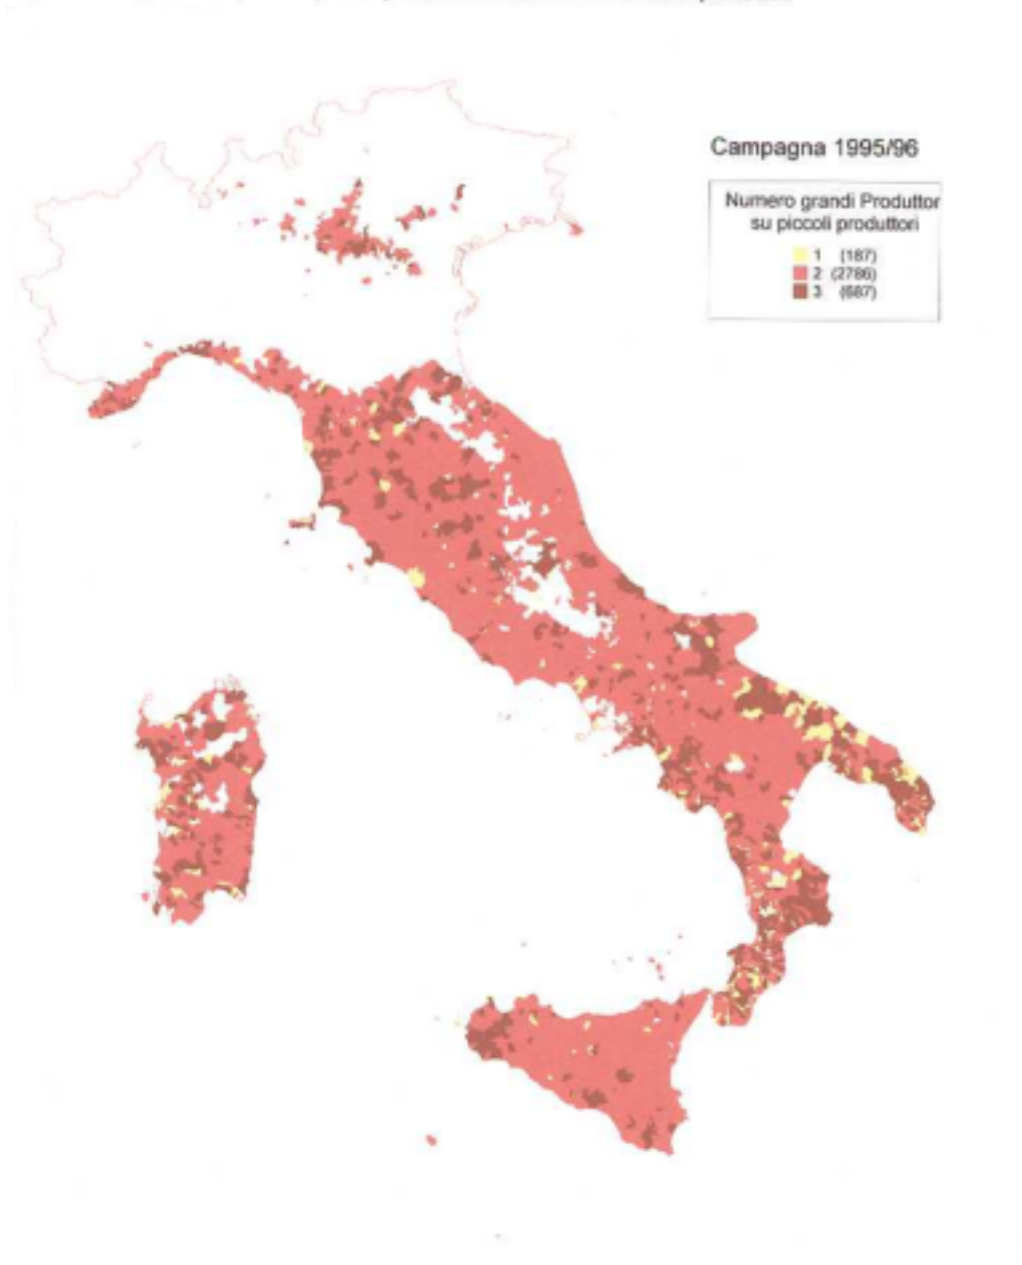 Campagna 1995/96
Numero grandi Produttor
su piccoli produttori
1 (187)
2 (2786)
3 (687)